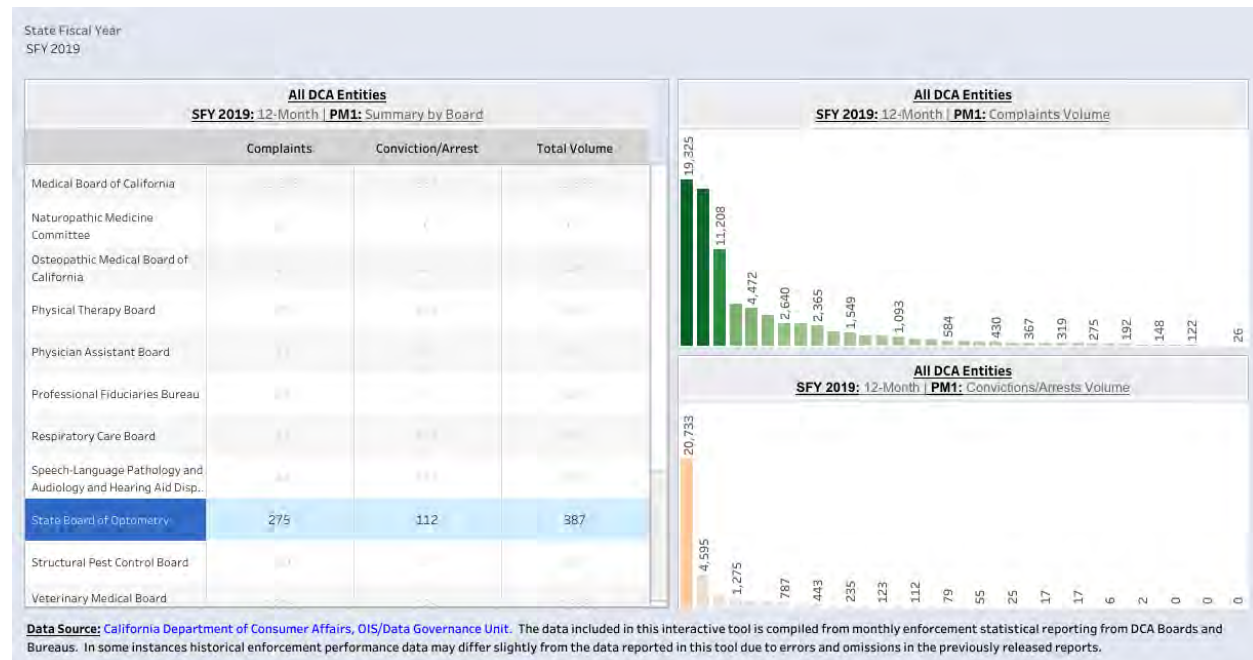 State Fiscal Year
SFY 2019
All DCA Entities
SFY 2019: 12-Month | PM1: Summary by Board
Complaints Conviction/Arrest Total Volume
Medical Board of California
Naturopathic Medicine
Committee
Osteopathic Medical Board of
California
Physical Therapy Board
Physician Assistant Board
Professional Fiduciaries Bureau
Respiratory Care Board
Speech-Language Pathology and
Audiology and Hearing Aid Disp..
State Board of Optometry 275 112 387
Structural Pest Control Board
Veterinary Medical Board
All DCA Entities
SFY 2019: 12-Month | PM1: Complaints Volume
19,325
11,208
4,472
2,640
2,365
1,549
1,093
584
430
367
319
275
192
148
122
26
All DCA Entities
SFY 2019: 12-Month | PM1: Convictions/Arrests Volume
20,733
4,595
1,275
787
443
235
123
112
79
55
25
17
17
6
2
0
0
0
Data Source: California Department of Consumer Affairs, OIS/Data Governance Unit. The data included in this interactive tool is compiled from monthly enforcement statistical reporting from DCA Boards and
Bureaus. In some instances historical enforcement performance data may differ slightly from the data reported in this tool due to errors and omissions in the previously released reports.